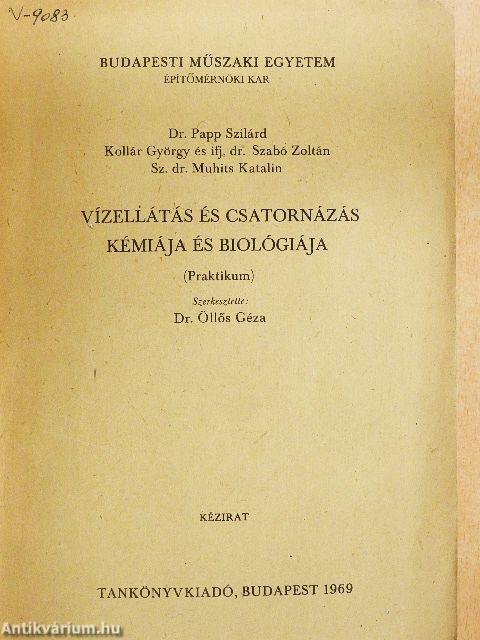 V-9083
BUDAPESTI MŰSZAKI EGYETEM
ÉPÍTŐMÉRNÖKI KAR
Dr. Papp Szilárd
Kollár György és ifj. dr. Szabó Zoltán
Sz. dr. Muhits Katalin
VÍZELLÁTÁS ÉS CSATORNÁZÁS
KÉMIÁJA ÉS BIOLÓGIÁJA
(Praktikum)
Szerkesztette:
Dr. Öllős Géza
KÉZIRAT
TANKÖNYVKIADÓ, BUDAPEST 1969
Antikvárium.hu